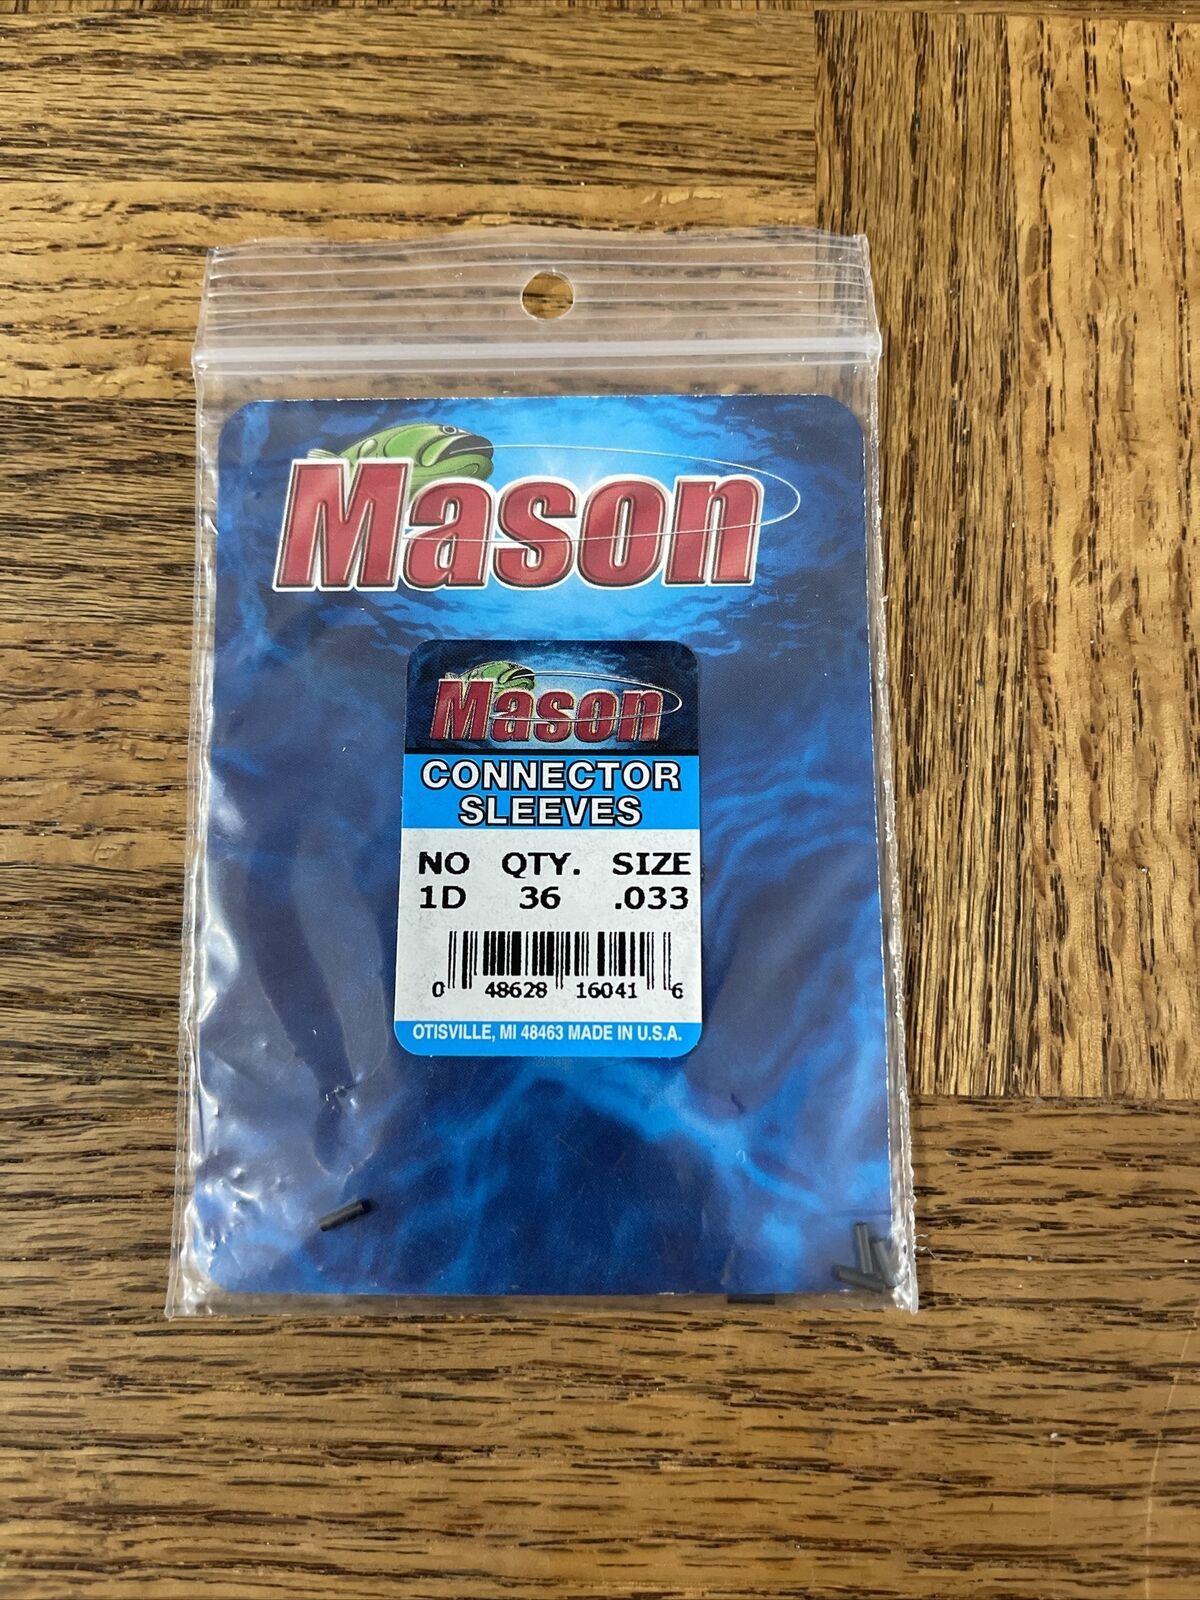 Mason
Mason
CONNECTOR
SLEEVES
NO QTY. SIZE
1D 36 .033
0 48628 16041 6
OTISVILLE, MI 48463 MADE IN U.S.A.